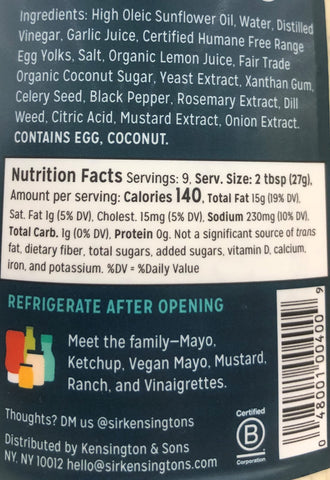 Ingredients: High Oleic Sunflower Oil, Water, Distilled
Vinegar, Garlic Juice, Certified Humane Free Range
Egg Yolks, Salt, Organic Lemon Juice, Fair Trade
Organic Coconut Sugar, Yeast Extract, Xanthan Gum,
Celery Seed, Black Pepper, Rosemary Extract, Dill
Weed, Citric Acid, Mustard Extract, Onion Extract.
CONTAINS EGG, COCONUT.
Nutrition Facts Servings: 9, Serv. Size: 2 tbsp (27g),
Amount per serving: Calories 140, Total Fat 15g (19% DV),
Sat. Fat 1g (5% DV), Cholest. 15mg (5% DV), Sodium 230mg (10% DV),
Total Carb. 1g (0% DV), Protein 0g. Not a significant source of trans
fat, dietary fiber, total sugars, added sugars, vitamin D, calcium,
iron, and potassium. %DV = %Daily Value
REFRIGERATE AFTER OPENING
Meet the family—Mayo,
Ketchup, Vegan Mayo, Mustard,
Ranch, and Vinaigrettes.
Thoughts? DM us @sirkensingtons
Distributed by Kensington & Sons
NY, NY 10012 hello@sirkensingtons.com
Certified
B
Corporation
0 48001 00400 9